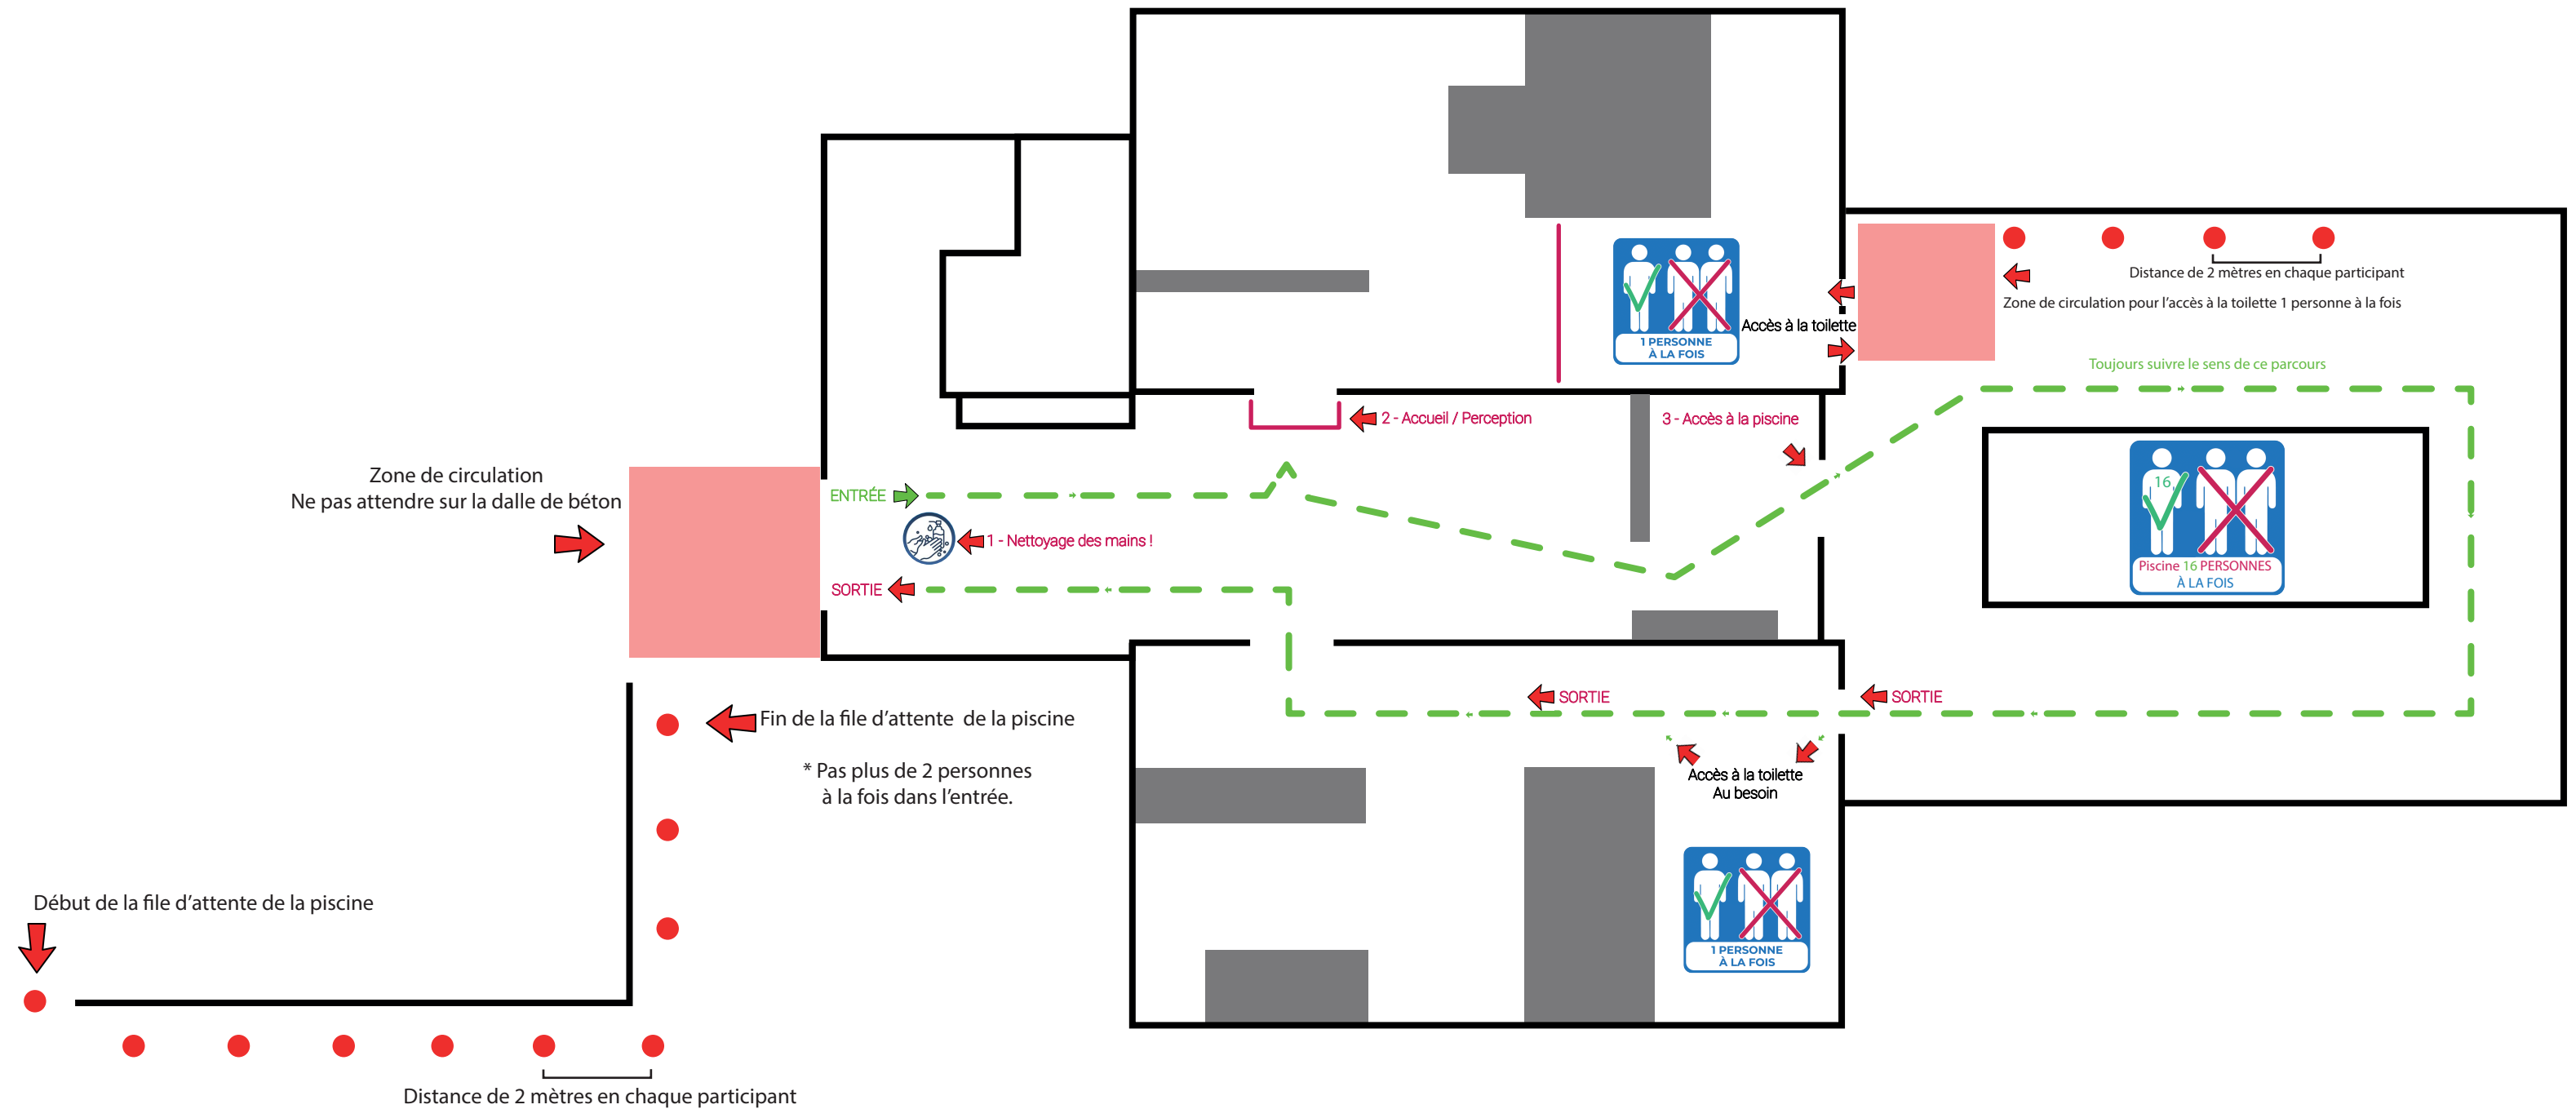 Distance de 2 mètres en chaque participant
Zone de circulation pour l'accès à la toilette 1 personne à la fois
1 PERSONNE
À LA FOIS
Accès à la toilette
Toujours suivre le sens de ce parcours
2 - Accueil / Perception
3 - Accès à la piscine
Zone de circulation
Ne pas attendre sur la dalle de béton
ENTRÉE
1 - Nettoyage des mains !
SORTIE
16
Piscine 16 PERSONNES
À LA FOIS
SORTIE
SORTIE
Fin de la file d'attente  de la piscine
* Pas plus de 2 personnes
à la fois dans l'entrée.
Accès à la toilette
Au besoin
1 PERSONNE
À LA FOIS
Début de la file d'attente de la piscine
Distance de 2 mètres en chaque participant